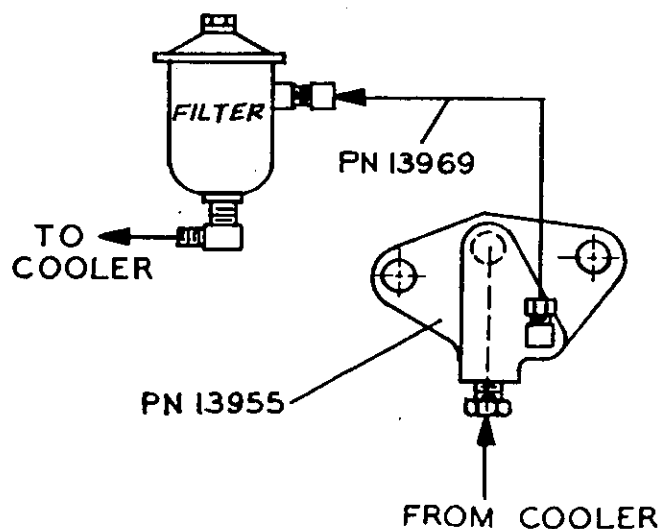 FILTER
PN 13969
TO
COOLER
PN 13955
FROM COOLER